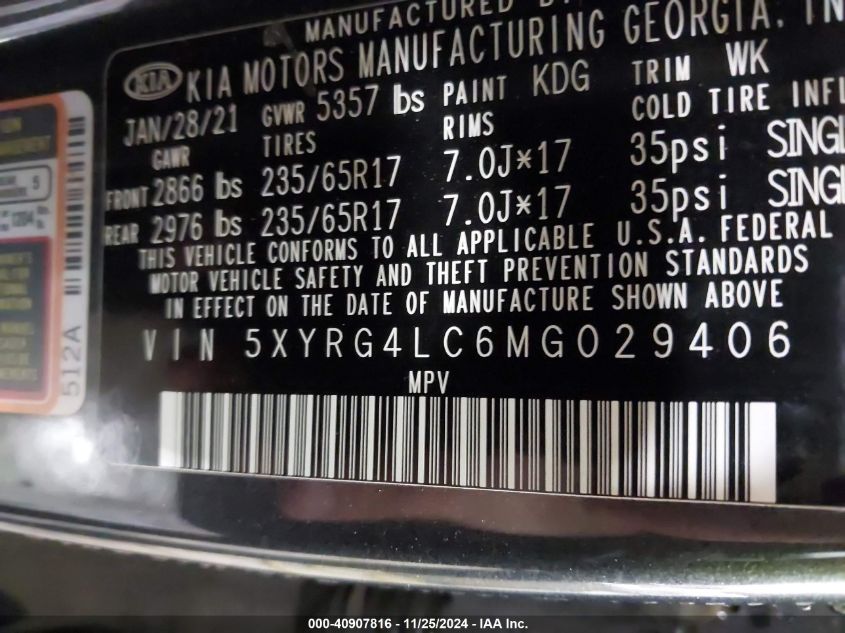 MANUFACTURED BY
KIA KIA MOTORS MANUFACTURING GEORGIA, IN
JAN/28/21 GVWR 5357 lbs PAINT KDG TRIM WK
GAWR TIRES RIMS COLD TIRE INFL
FRONT 2866 lbs 235/65R17 7.0J*17 35psi SINGL
REAR 2976 lbs 235/65R17 7.0J*17 35psi SINGL
THIS VEHICLE CONFORMS TO ALL APPLICABLE U.S.A. FEDERAL
MOTOR VEHICLE SAFETY AND THEFT PREVENTION STANDARDS
IN EFFECT ON THE DATE OF MANUFACTURE SHOWN ABOVE
VIN 5XYRG4LC6MG029406
MPV
512A
000-40907816 - 11/25/2024 - IAA Inc.